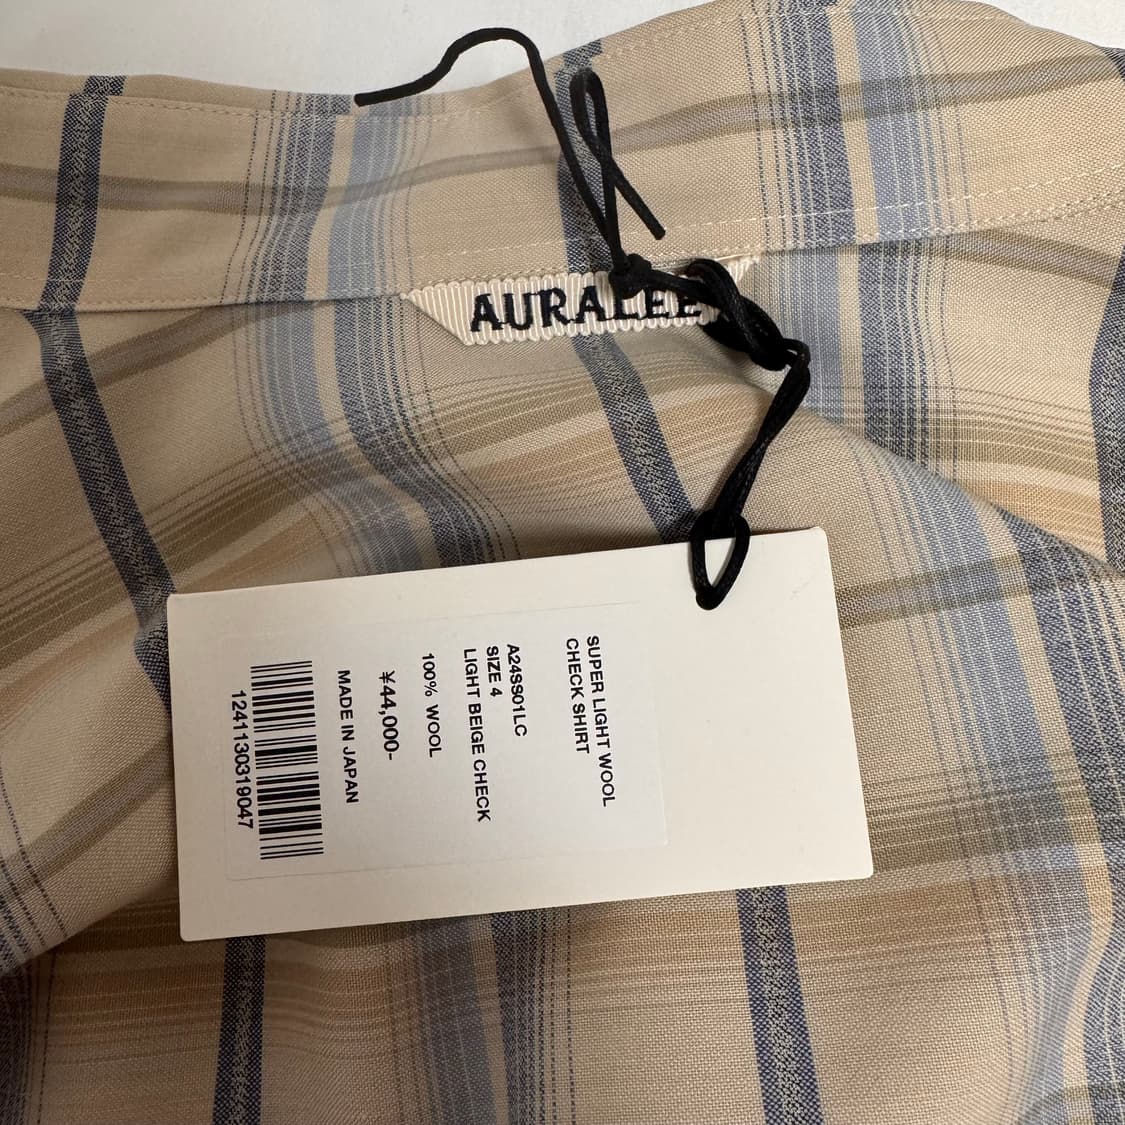 AURALEE
SUPER LIGHT WOOL
CHECK SHIRT
A24SS01LC
SIZE 4
LIGHT BEIGE CHECK
100% WOOL
¥44,000-
MADE IN JAPAN
1241130319047